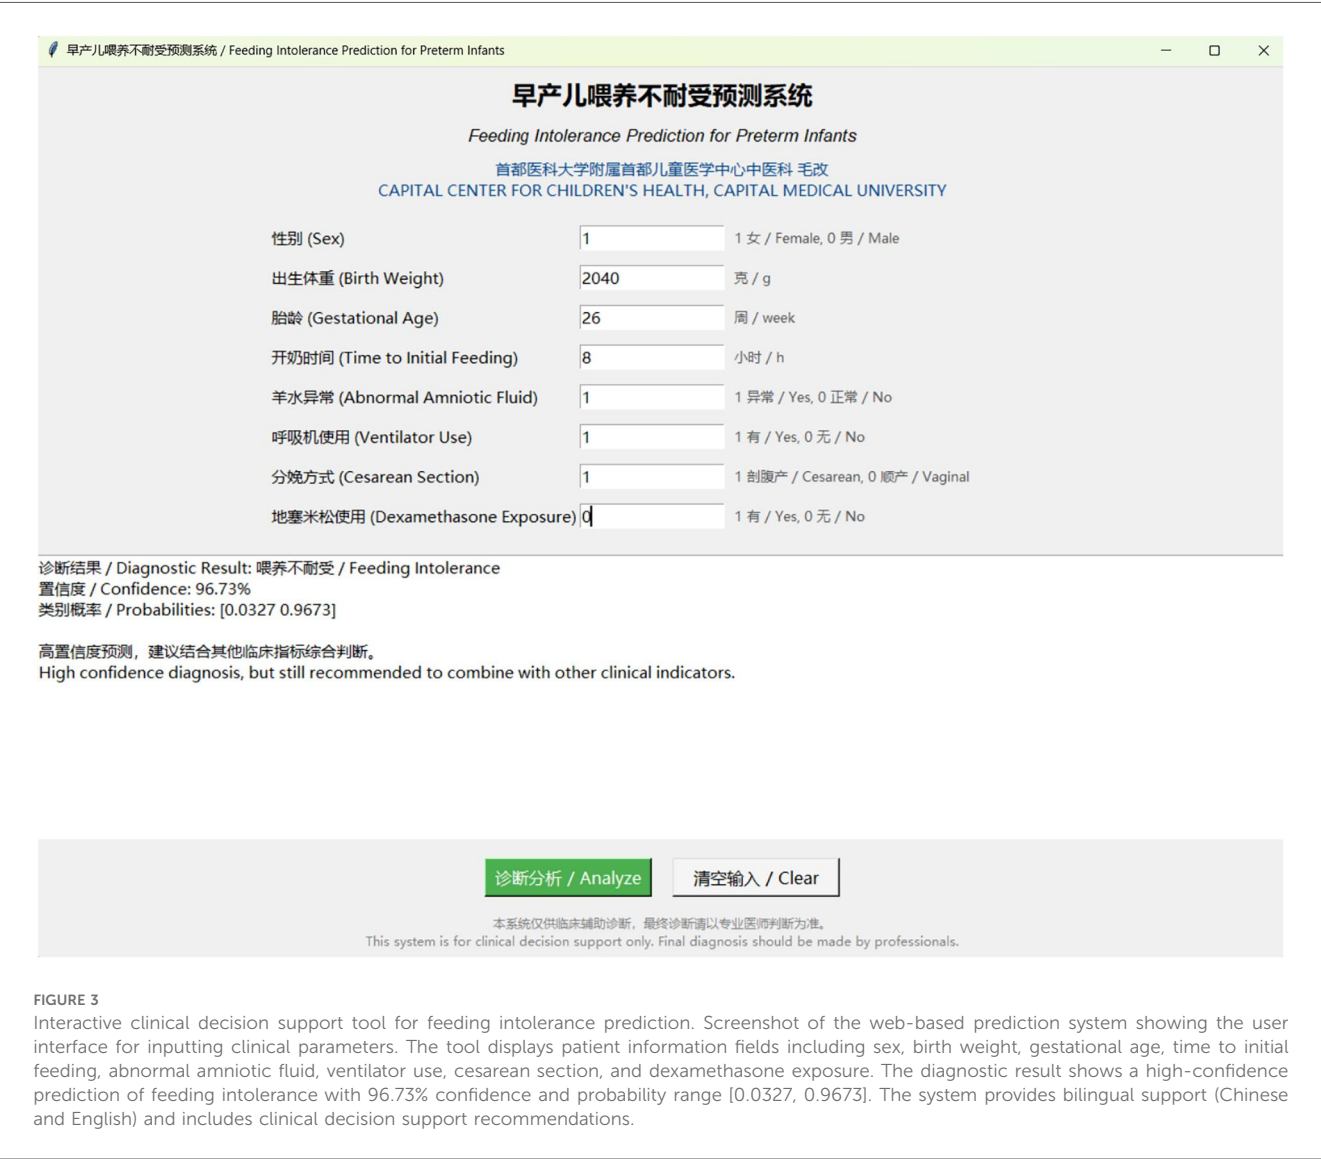 早产儿喂养不耐受预测系统 / Feeding Intolerance Prediction for Preterm Infants
早产儿喂养不耐受预测系统
Feeding Intolerance Prediction for Preterm Infants
首都医科大学附属首都儿童医学中心中医科 毛改
CAPITAL CENTER FOR CHILDREN'S HEALTH, CAPITAL MEDICAL UNIVERSITY
性别 (Sex) 1 1 女 / Female, 0 男 / Male
出生体重 (Birth Weight) 2040 克 / g
胎龄 (Gestational Age) 26 周 / week
开奶时间 (Time to Initial Feeding) 8 小时 / h
羊水异常 (Abnormal Amniotic Fluid) 1 1 异常 / Yes, 0 正常 / No
呼吸机使用 (Ventilator Use) 1 1 有 / Yes, 0 无 / No
分娩方式 (Cesarean Section) 1 1 剖腹产 / Cesarean, 0 顺产 / Vaginal
地塞米松使用 (Dexamethasone Exposure) 0 1 有 / Yes, 0 无 / No
诊断结果 / Diagnostic Result: 喂养不耐受 / Feeding Intolerance
置信度 / Confidence: 96.73%
类别概率 / Probabilities: [0.0327 0.9673]
高置信度预测，建议结合其他临床指标综合判断。
High confidence diagnosis, but still recommended to combine with other clinical indicators.
诊断分析 / Analyze 清空输入 / Clear
本系统仅供临床辅助诊断，最终诊断请以专业医师判断为准。
This system is for clinical decision support only. Final diagnosis should be made by professionals.
FIGURE 3
Interactive clinical decision support tool for feeding intolerance prediction. Screenshot of the web-based prediction system showing the user
interface for inputting clinical parameters. The tool displays patient information fields including sex, birth weight, gestational age, time to initial
feeding, abnormal amniotic fluid, ventilator use, cesarean section, and dexamethasone exposure. The diagnostic result shows a high-confidence
prediction of feeding intolerance with 96.73% confidence and probability range [0.0327, 0.9673]. The system provides bilingual support (Chinese
and English) and includes clinical decision support recommendations.